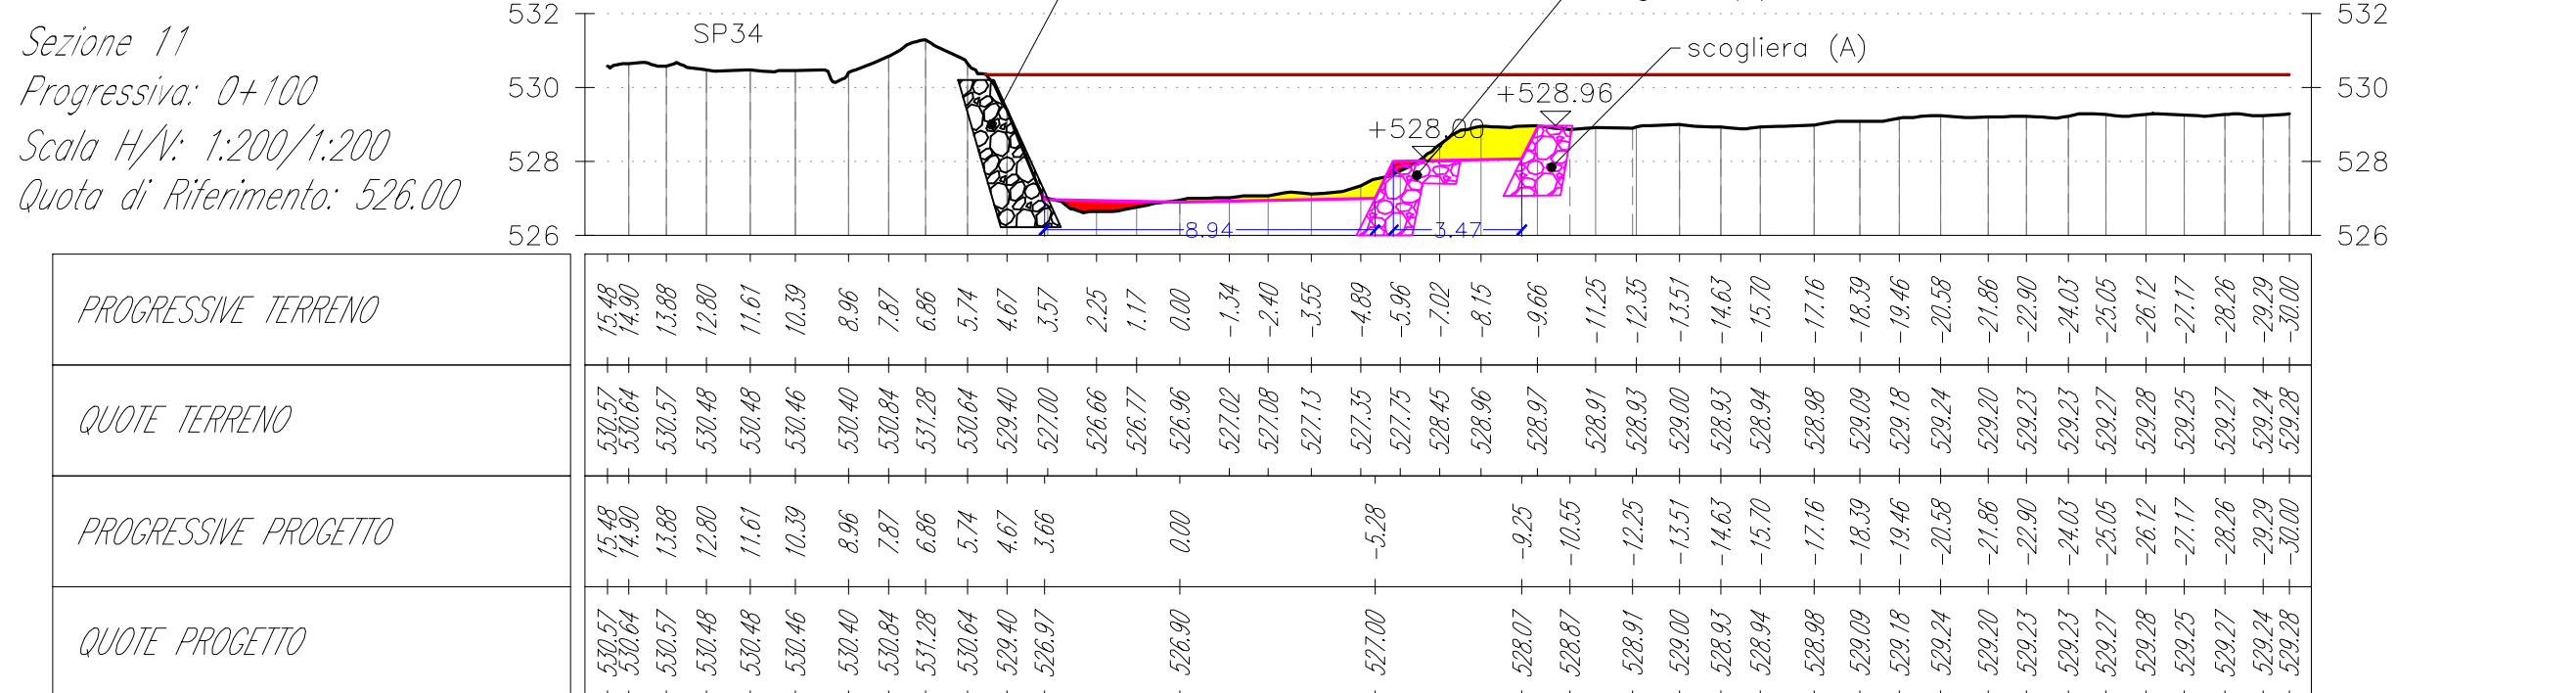 Sezione 11
Progressiva: 0+100
Scala H/V: 1:200/1:200
Quota di Riferimento: 526.00
532 532
SP34
scogliera (A)
530 530
+528.96
+528.00
528 528
8.94 3.47
526 526
PROGRESSIVE TERRENO 15.48 14.90 13.88 12.80 11.61 10.39 8.96 7.87 6.86 5.74 4.67 3.57 2.25 1.17 0.00 -1.34 -2.40 -3.55 -4.89 -5.96 -7.02 -8.15 -9.66 -11.25 -12.35 -13.51 -14.63 -15.70 -17.16 -18.39 -19.46 -20.58 -21.86 -22.90 -24.03 -25.05 -26.12 -27.17 -28.26 -29.29 -30.00
QUOTE TERRENO 530.57 530.64 530.57 530.48 530.48 530.46 530.40 530.84 531.28 530.64 529.40 527.00 526.66 526.77 526.96 527.02 527.08 527.13 527.35 527.75 528.45 528.96 528.97 528.91 528.93 529.00 528.93 528.94 528.98 529.09 529.18 529.24 529.20 529.23 529.23 529.27 529.28 529.25 529.27 529.24 529.28
PROGRESSIVE PROGETTO 15.48 14.90 13.88 12.80 11.61 10.39 8.96 7.87 6.86 5.74 4.67 3.66 0.00 -5.28 -9.25 -10.55 -12.25 -13.51 -14.63 -15.70 -17.16 -18.39 -19.46 -20.58 -21.86 -22.90 -24.03 -25.05 -26.12 -27.17 -28.26 -29.29 -30.00
QUOTE PROGETTO 530.57 530.64 530.57 530.48 530.48 530.46 530.40 530.84 531.28 530.64 529.40 526.97 526.90 527.00 528.07 528.87 528.91 529.00 528.93 528.94 528.98 529.09 529.18 529.24 529.20 529.23 529.23 529.27 529.28 529.25 529.27 529.24 529.28